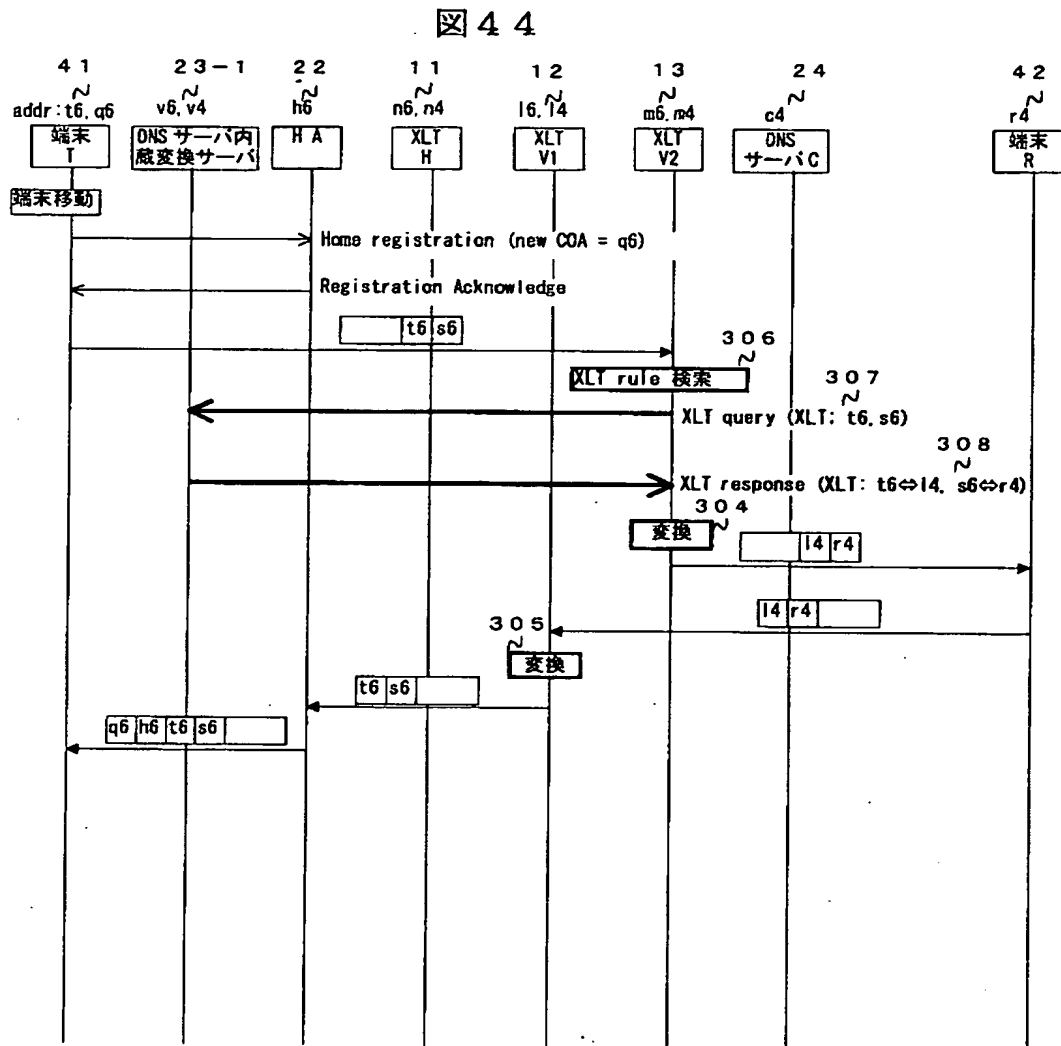 図44
41 23-1 22 11 12 13 24 42
addr:t6,q6 v6,v4 h6 n6,n4 l6,l4 m6,m4 c4 r4
端末 T
DNS サーバ内蔵変換サーバ
HA
XLT H
XLT V1
XLT V2
DNS サーバC
端末 R
端末移動
Home registration (new COA = q6)
Registration Acknowledge
t6 s6
306
XLT rule 検索
307
XLT query (XLT: t6,s6)
308
XLT response (XLT: t6⇔l4, s6⇔r4)
304
変換
l4 r4
l4 r4
305
変換
t6 s6
q6 h6 t6 s6